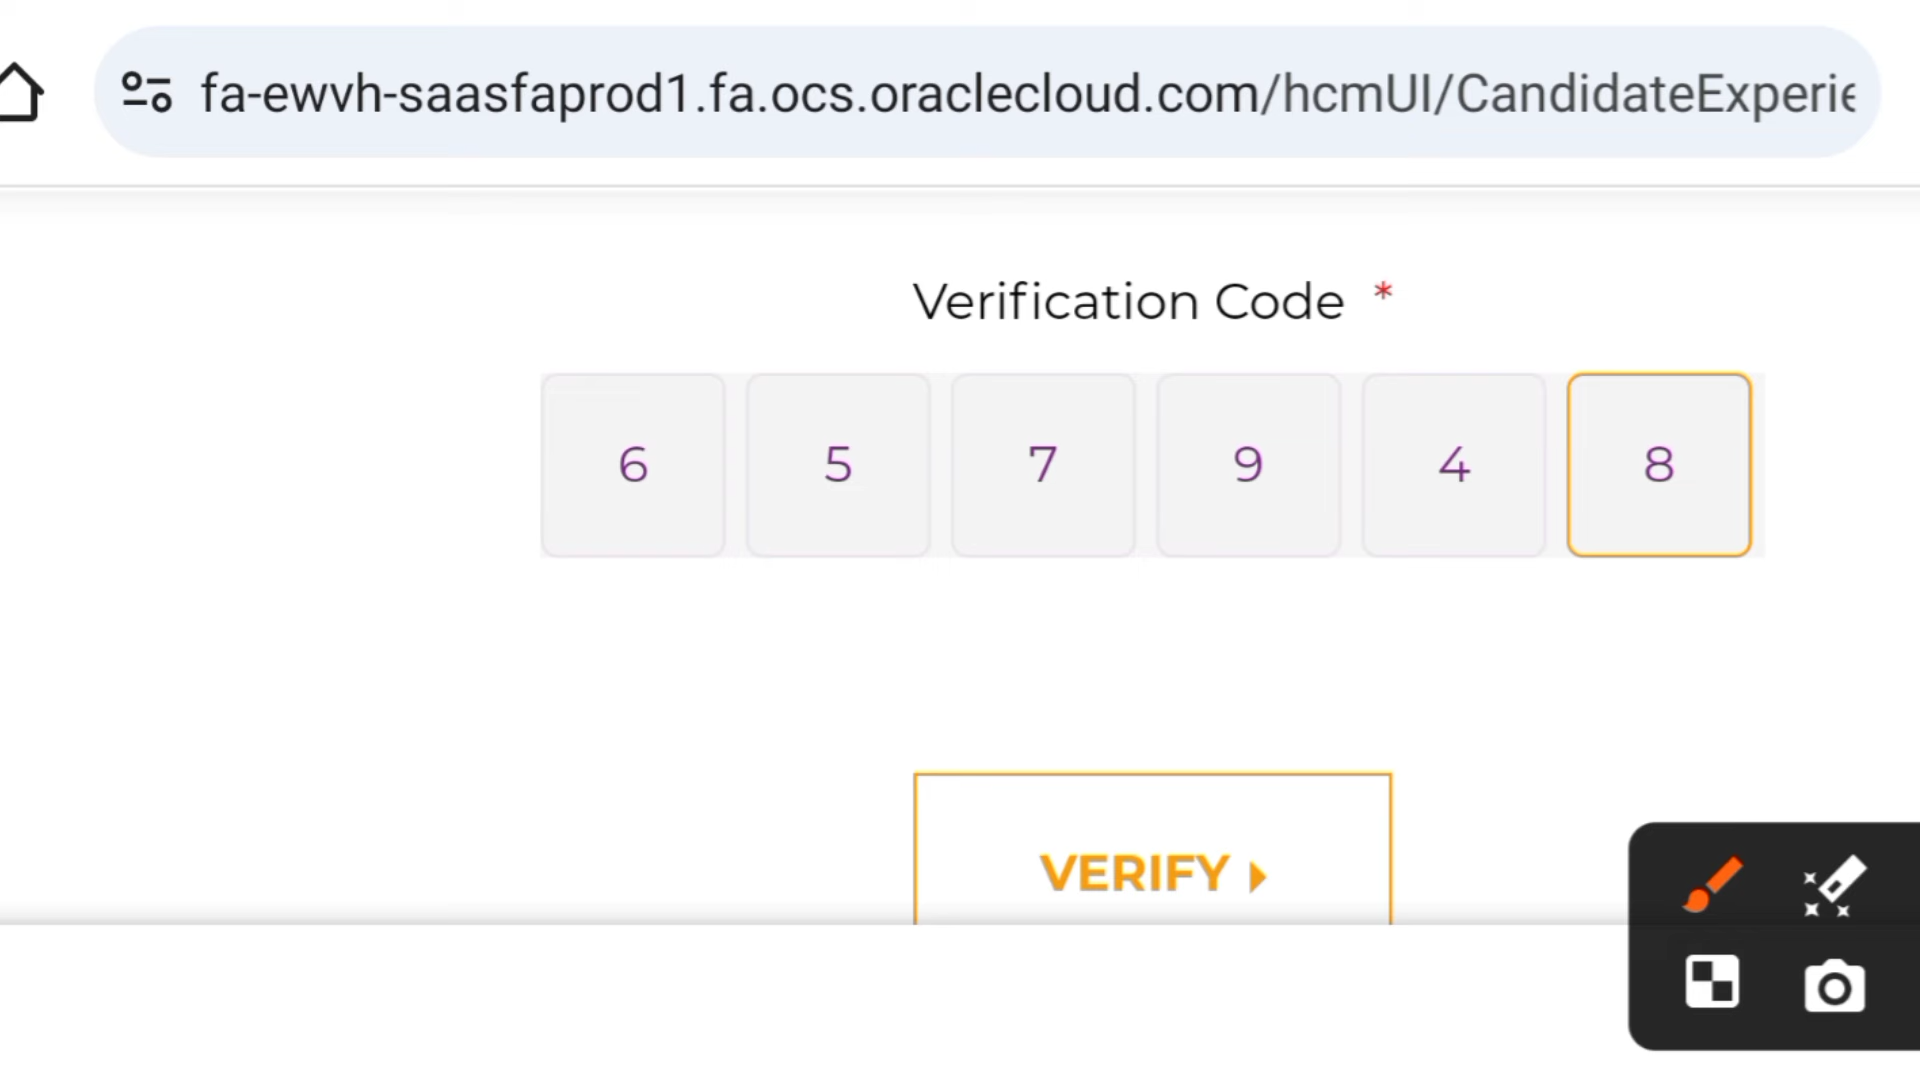 fa-ewvh-saasfaprod1.fa.ocs.oraclecloud.com/hcmUI/CandidateExperie
Verification Code *
6 5 7 9 4 8
VERIFY